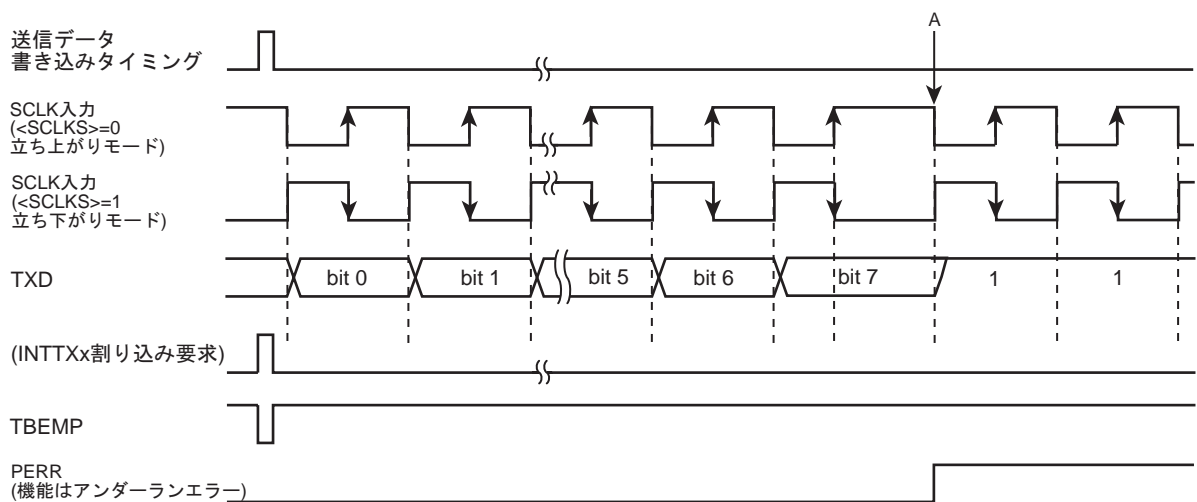 A
送信データ
書き込みタイミング
SCLK入力
(<SCLKS>=0
立ち上がりモード)
SCLK入力
(<SCLKS>=1
立ち下がりモード)
TXD
bit 0
bit 1
bit 5
bit 6
bit 7
1
1
(INTTXx割り込み要求)
TBEMP
PERR
(機能はアンダーランエラー)